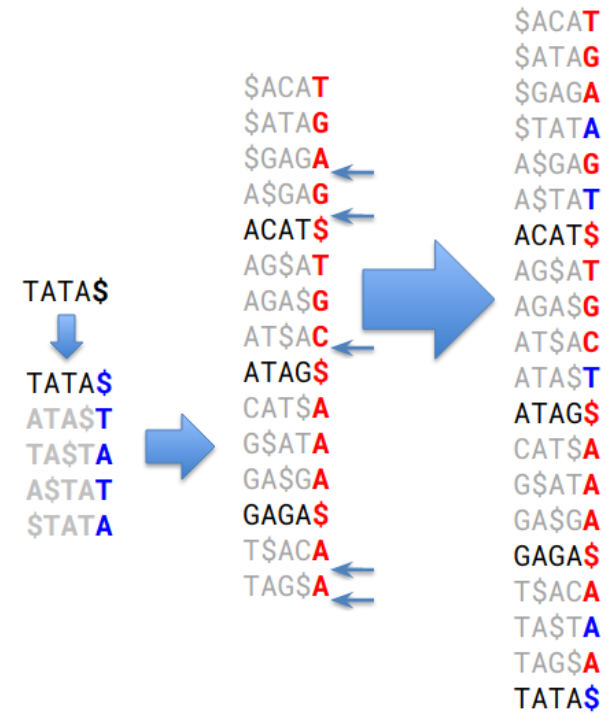 TATA$
TATA$
ATA$T
TA$TA
A$TAT
$TATA
$ACAT
$ATAG
$GAGA
A$GAG
ACAT$
AG$AT
AGA$G
AT$AC
ATAG$
CAT$A
G$ATA
GA$GA
GAGA$
T$ACA
TAG$A
$ACAT
$ATAG
$GAGA
$TATA
A$GAG
A$TAT
ACAT$
AG$AT
AGA$G
AT$AC
ATA$T
ATAG$
CAT$A
G$ATA
GA$GA
GAGA$
T$ACA
TA$TA
TAG$A
TATA$